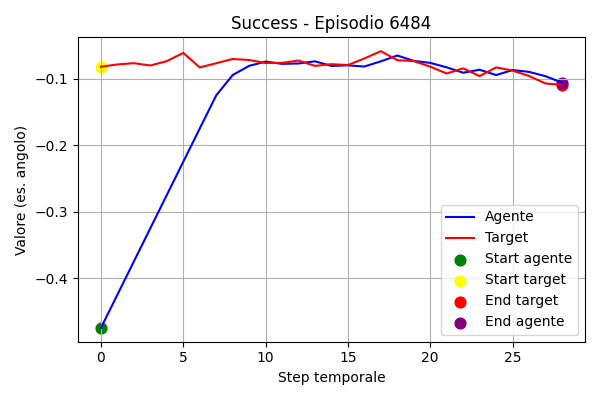 Success - Episodio 6484
Valore (es. angolo)
−0.1
−0.2
−0.3
−0.4
0
5
10
15
20
25
Step temporale
Agente
Target
Start agente
Start target
End target
End agente